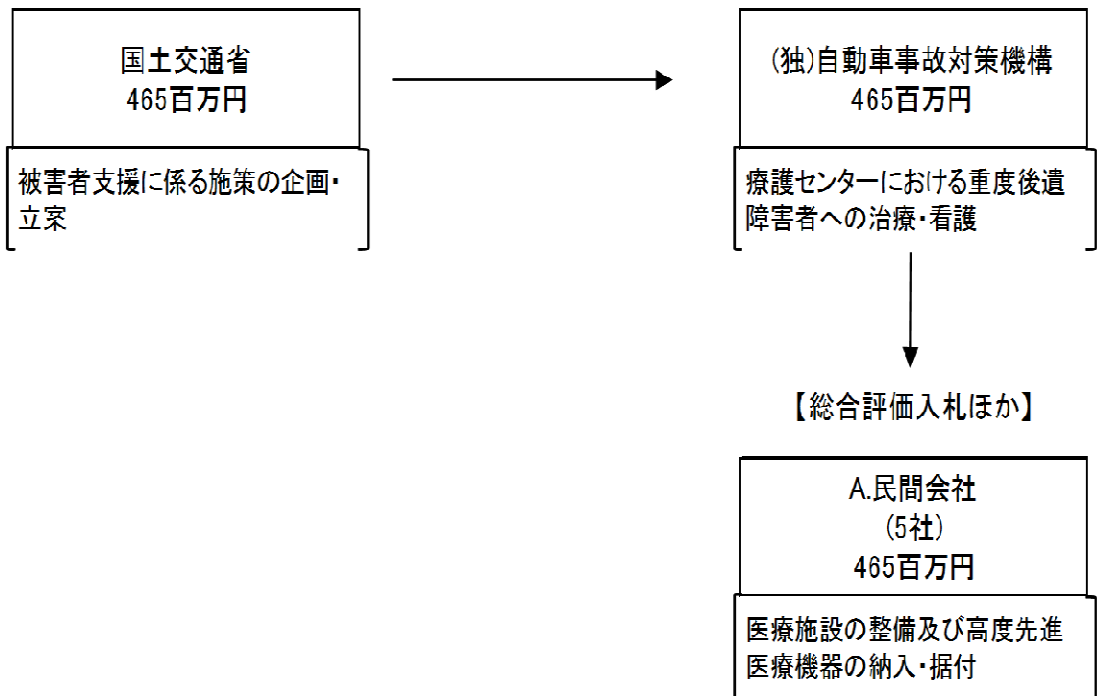 国土交通省
465百万円
被害者支援に係る施策の企画・
立案
(独)自動車事故対策機構
465百万円
療護センターにおける重度後遺
障害者への治療・看護
【総合評価入札ほか】
A.民間会社
(5社)
465百万円
医療施設の整備及び高度先進
医療機器の納入・据付